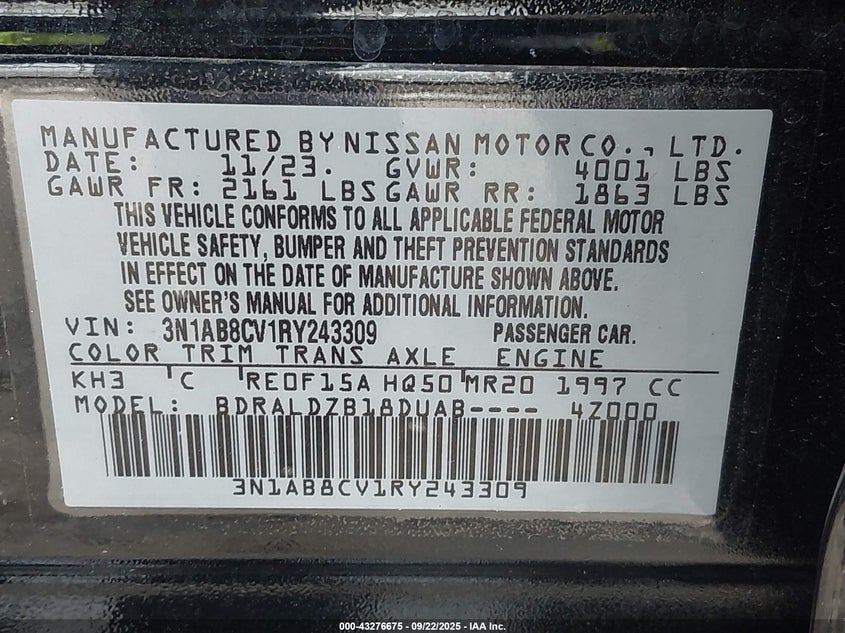 MANUFACTURED BY NISSAN MOTOR CO., LTD.
DATE: 11/23. GVWR: 4001 LBS
GAWR FR: 2161 LBS GAWR RR: 1863 LBS
THIS VEHICLE CONFORMS TO ALL APPLICABLE FEDERAL MOTOR
VEHICLE SAFETY, BUMPER AND THEFT PREVENTION STANDARDS
IN EFFECT ON THE DATE OF MANUFACTURE SHOWN ABOVE.
SEE OWNER'S MANUAL FOR ADDITIONAL INFORMATION.
VIN: 3N1AB8CV1RY243309 PASSENGER CAR.
COLOR TRIM TRANS AXLE ENGINE
KH3 C RE0F15A HQ50 MR20 1997 CC
MODEL: BDRALDZB18DUAB---- 4Z000
3N1AB8CV1RY243309
000-43276675 - 09/22/2025 - IAA Inc.